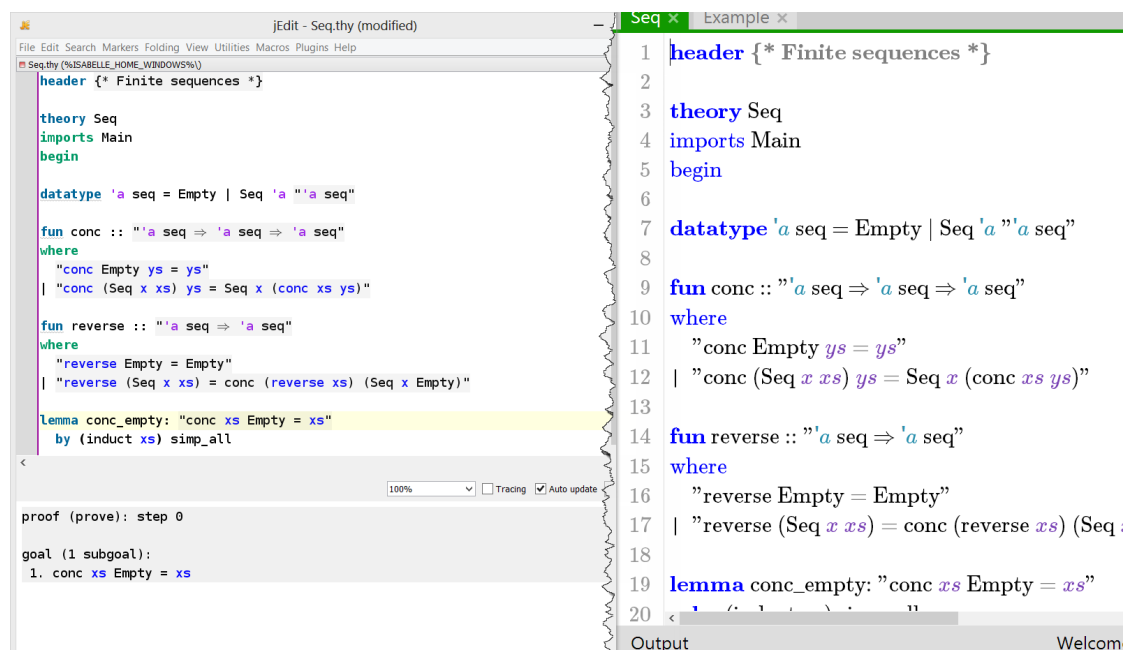 jEdit - Seq.thy (modified)
File Edit Search Markers Folding View Utilities Macros Plugins Help
Seq.thy (%ISABELLE_HOME_WINDOWS%\)
header {* Finite sequences *}
theory Seq
imports Main
begin
datatype 'a seq = Empty | Seq 'a "'a seq"
fun conc :: "'a seq ⇒ 'a seq ⇒ 'a seq"
where
"conc Empty ys = ys"
| "conc (Seq x xs) ys = Seq x (conc xs ys)"
fun reverse :: "'a seq ⇒ 'a seq"
where
"reverse Empty = Empty"
| "reverse (Seq x xs) = conc (reverse xs) (Seq x Empty)"
lemma conc_empty: "conc xs Empty = xs"
by (induct xs) simp_all
100% Tracing Auto update
proof (prove): step 0
goal (1 subgoal):
1. conc xs Empty = xs
Seq × Example ×
1 header {* Finite sequences *}
2
3 theory Seq
4 imports Main
5 begin
6
7 datatype 'a seq = Empty | Seq 'a ”'a seq”
8
9 fun conc :: ”'a seq ⇒ 'a seq ⇒ 'a seq”
10 where
11 ”conc Empty ys = ys”
12 | ”conc (Seq x xs) ys = Seq x (conc xs ys)”
13
14 fun reverse :: ”'a seq ⇒ 'a seq”
15 where
16 ”reverse Empty = Empty”
17 | ”reverse (Seq x xs) = conc (reverse xs) (Seq
18
19 lemma conc_empty: ”conc xs Empty = xs”
20
Output Welcome